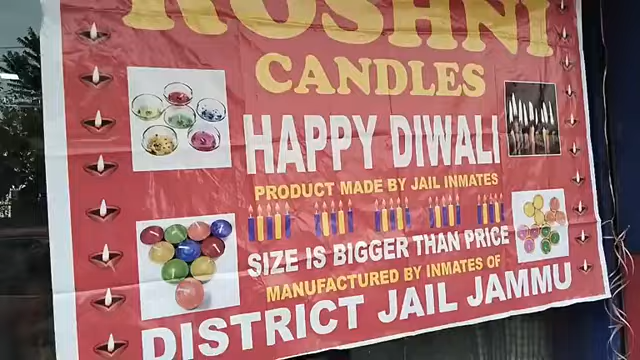 ROSHNI
CANDLES
HAPPY DIWALI
PRODUCT MADE BY JAIL INMATES
SIZE IS BIGGER THAN PRICE
MANUFACTURED BY INMATES OF
DISTRICT JAIL JAMMU